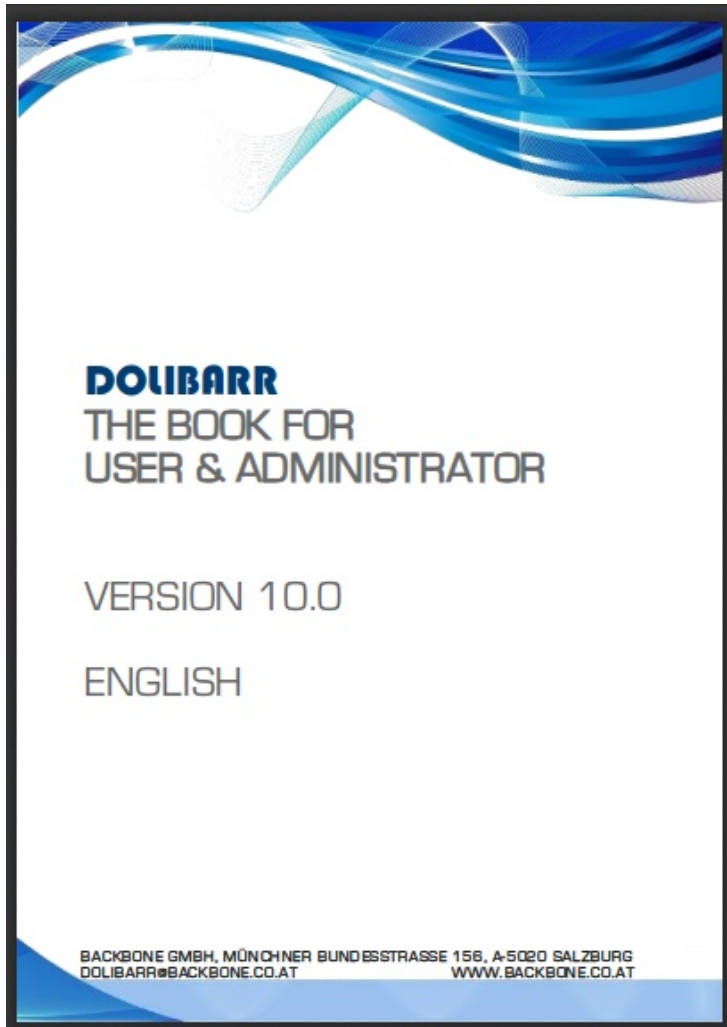 DOLIBARR
THE BOOK FOR
USER & ADMINISTRATOR
VERSION 10.0
ENGLISH
BACKBONE GMBH, MÜNCHNER BUNDESSTRASSE 156, A-5020 SALZBURG
DOLIBARR@BACKBONE.CO.AT WWW.BACKBONE.CO.AT